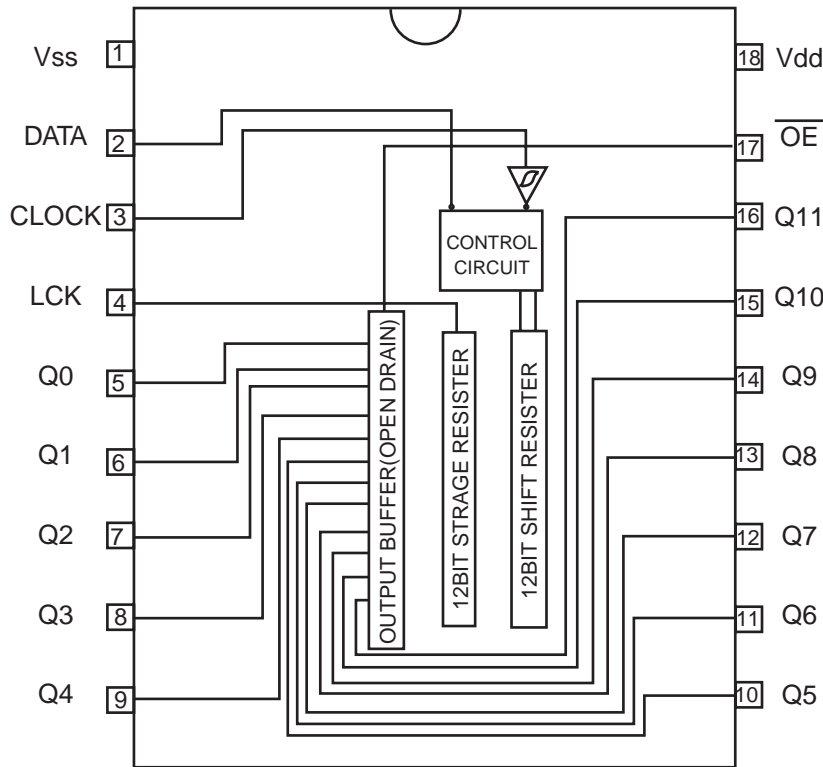 Vss 1
18 Vdd
DATA 2
17 O̅E̅
CLOCK 3
16 Q11
CONTROL
CIRCUIT
LCK 4
15 Q10
Q0 5
14 Q9
Q1 6
13 Q8
Q2 7
12 Q7
Q3 8
11 Q6
Q4 9
10 Q5
OUTPUT BUFFER(OPEN DRAIN)
12BIT STRAGE RESISTER
12BIT SHIFT RESISTER